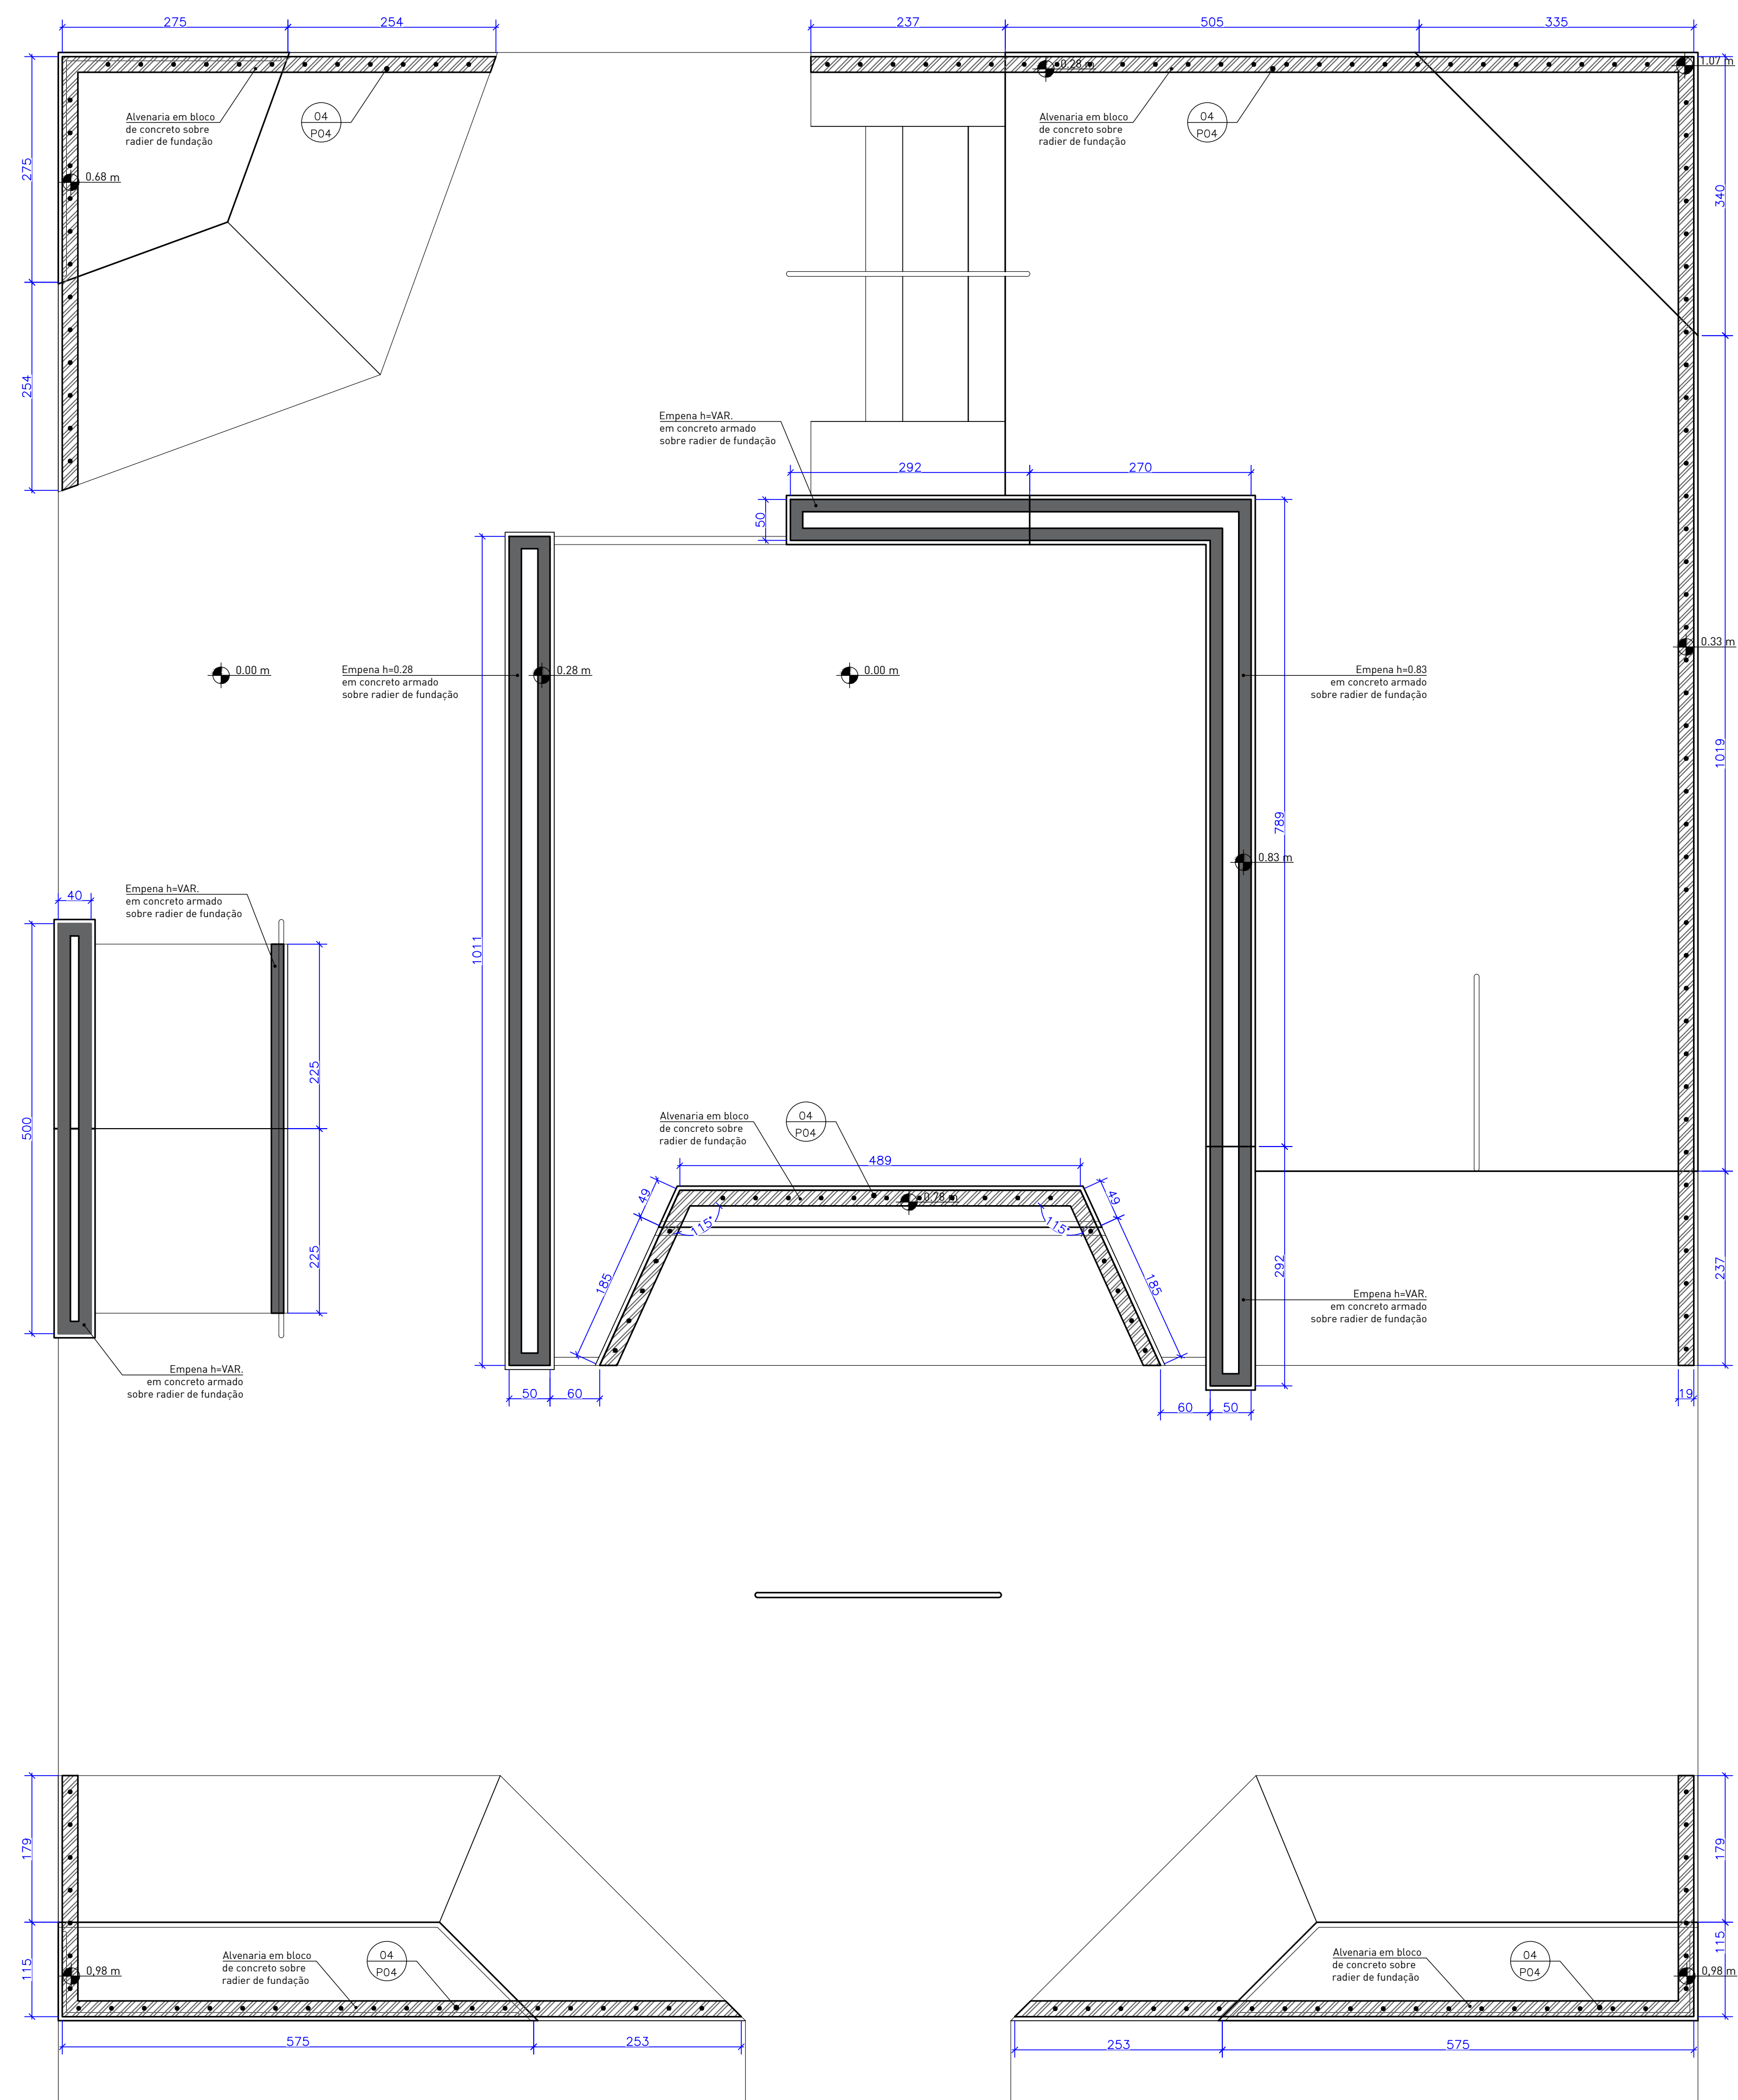 275
254
237
505
335
0.28 m
1.07 m
Alvenaria em bloco
de concreto sobre
radier de fundação
04
P04
Alvenaria em bloco
de concreto sobre
radier de fundação
04
P04
275
0.68 m
340
254
Empena h=VAR.
em concreto armado
sobre radier de fundação
292
270
50
0.33 m
0.00 m
Empena h=0.28
em concreto armado
sobre radier de fundação
0.28 m
0.00 m
Empena h=0.83
em concreto armado
sobre radier de fundação
1019
789
0.83 m
40
Empena h=VAR.
em concreto armado
sobre radier de fundação
1011
225
500
Alvenaria em bloco
de concreto sobre
radier de fundação
04
P04
489
49
0.78 m
49
115°
115°
225
185
185
292
237
Empena h=VAR.
em concreto armado
sobre radier de fundação
Empena h=VAR.
em concreto armado
sobre radier de fundação
50
60
60
50
19
179
179
115
0,98 m
Alvenaria em bloco
de concreto sobre
radier de fundação
04
P04
Alvenaria em bloco
de concreto sobre
radier de fundação
04
P04
115
0,98 m
575
253
253
575